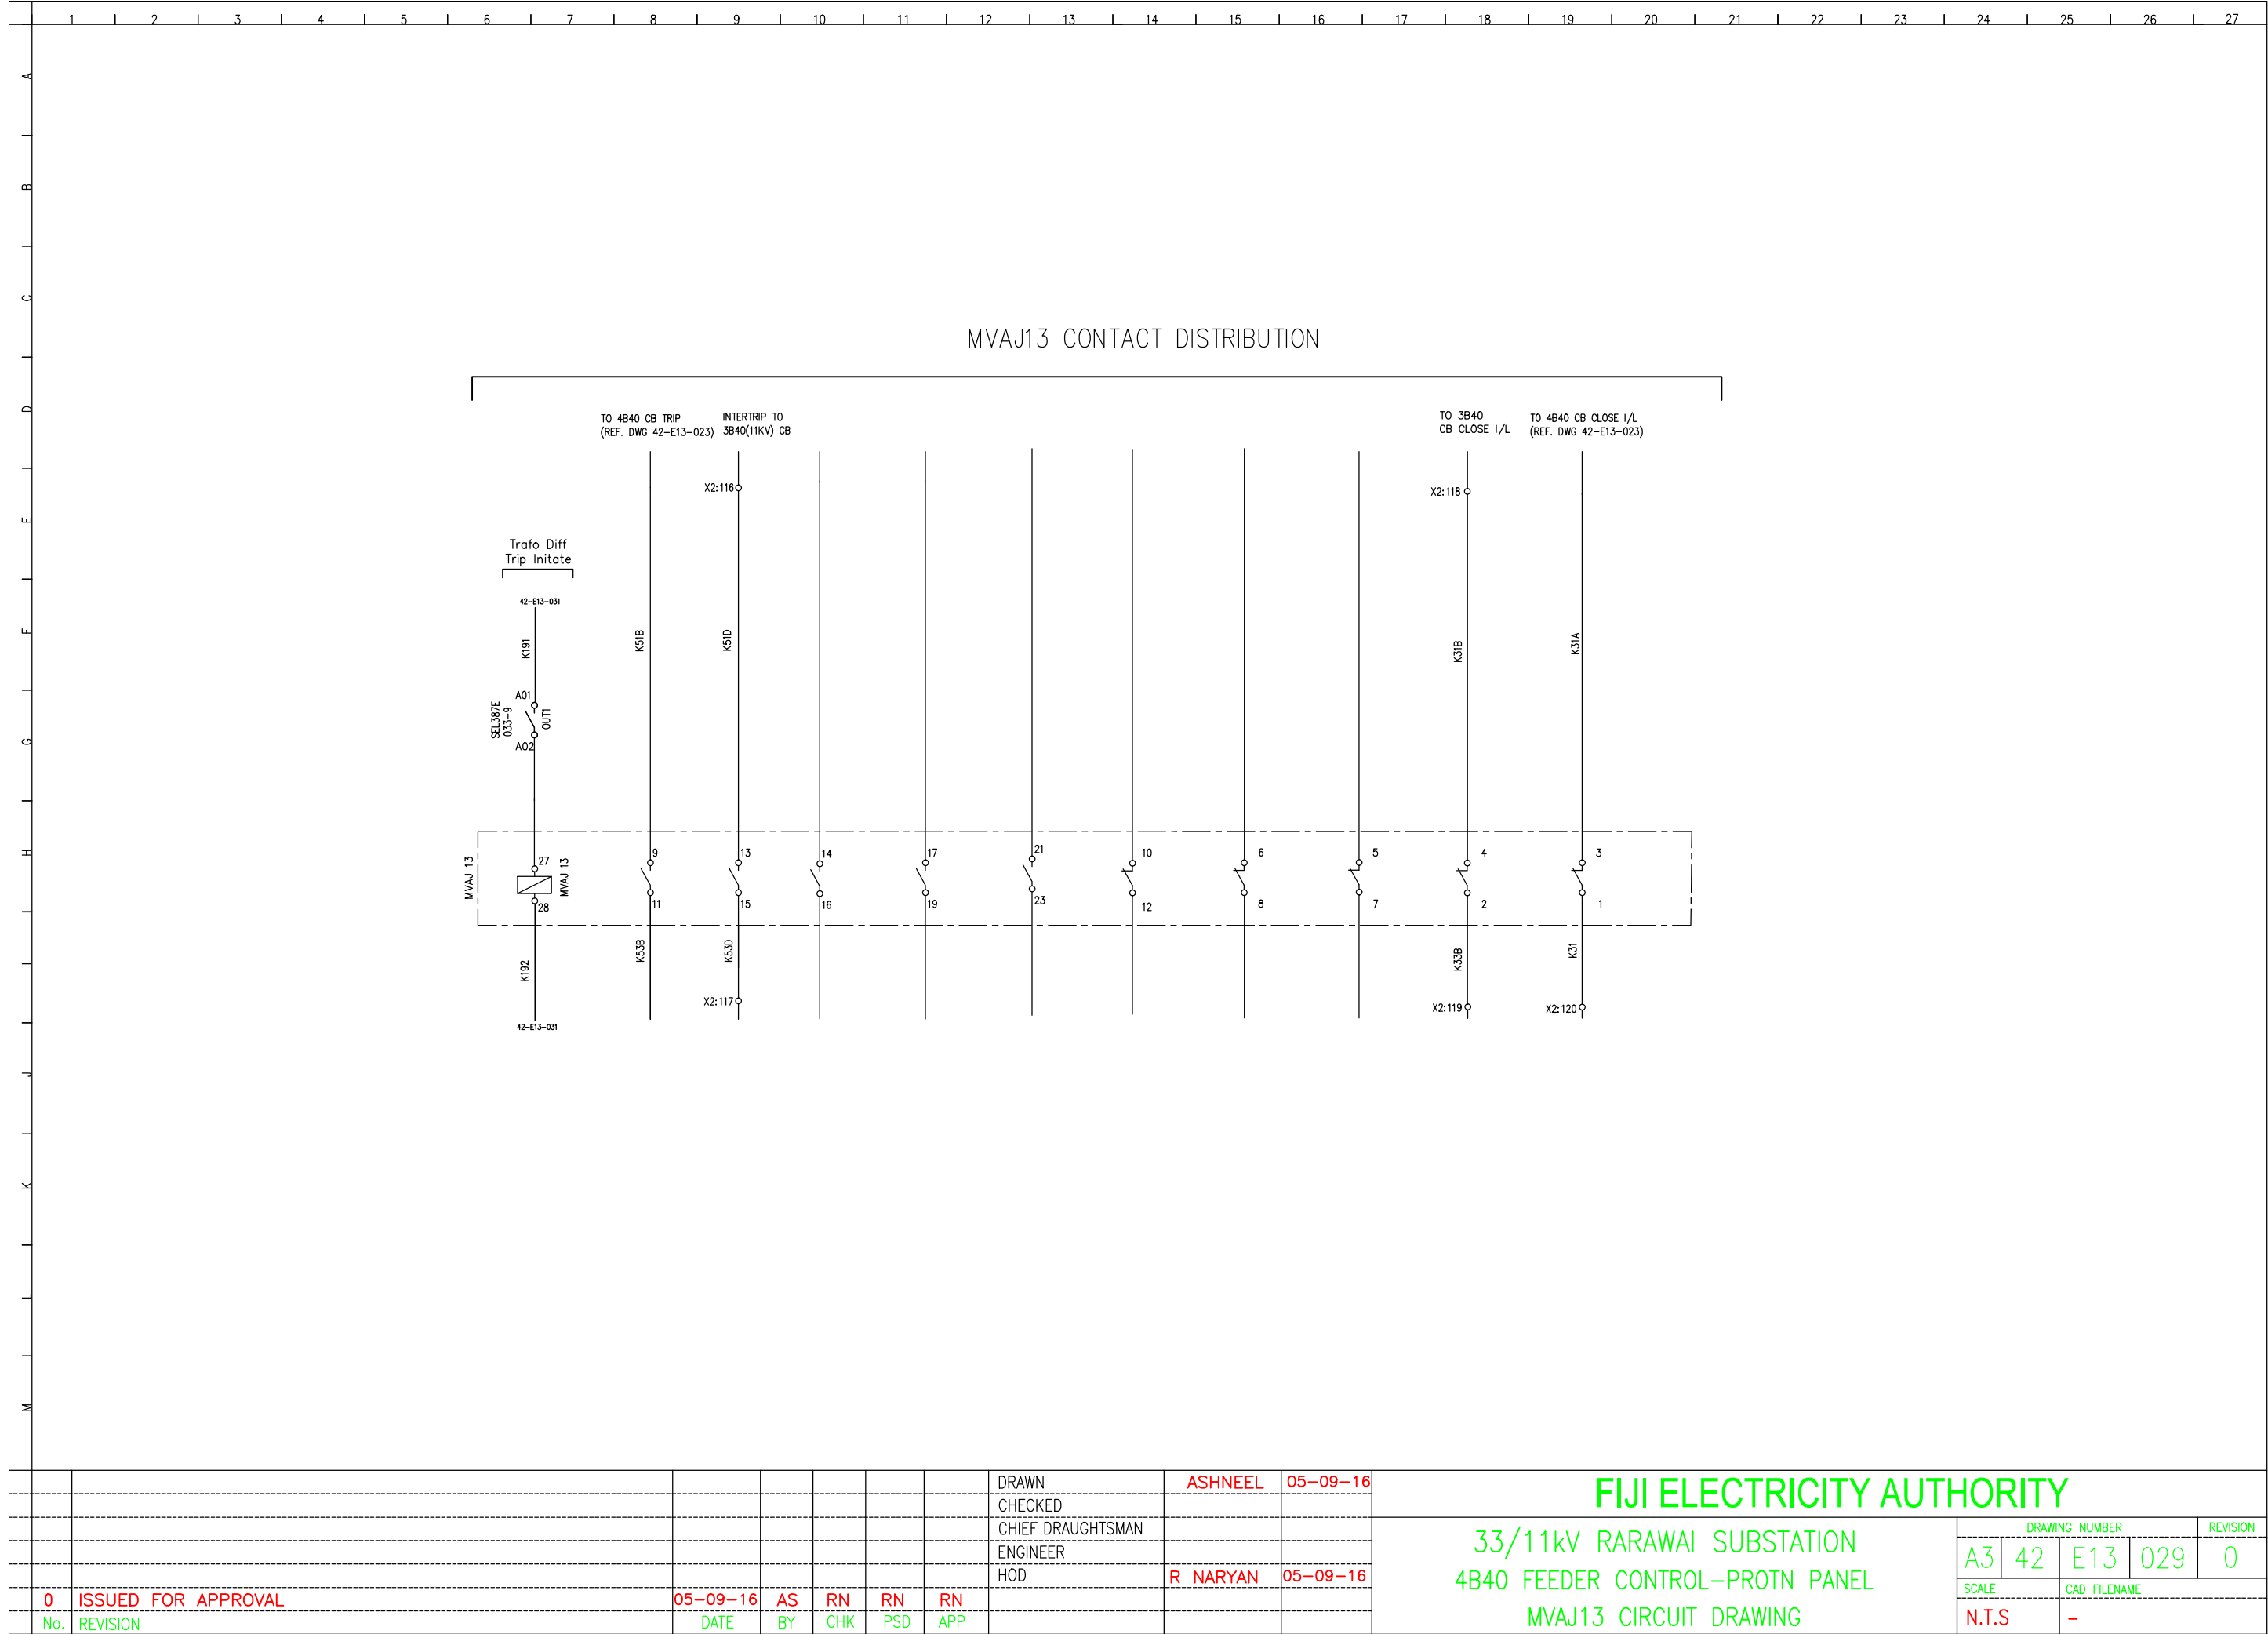 1 2 3 4 5 6 7 8 9 10 11 12 13 14 15 16 17 18 19 20 21 22 23 24 25 26 27
A
B
C
D
E
F
G
H
I
J
K
L
M
MVAJ13 CONTACT DISTRIBUTION
TO 4B40 CB TRIP
(REF. DWG 42-E13-023)
INTERTRIP TO
3B40(11KV) CB
TO 3B40
CB CLOSE I/L
TO 4B40 CB CLOSE I/L
(REF. DWG 42-E13-023)
X2:116
X2:118
Trafo Diff
Trip Initate
42-E13-031
K191
K51B
K51D
K31B
K31A
A01
SEL387E
033-9
OUT1
A02
MVAJ 13
27
28
MVAJ 13
9
11
13
15
14
16
17
19
21
23
10
12
6
8
5
7
4
2
3
1
K192
K53B
K53D
K33B
K31
X2:117
X2:119
X2:120
42-E13-031
DRAWN ASHNEEL 05-09-16
CHECKED
CHIEF DRAUGHTSMAN
ENGINEER
HOD R NARYAN 05-09-16
0 ISSUED FOR APPROVAL 05-09-16 AS RN RN RN
No. REVISION DATE BY CHK PSD APP
FIJI ELECTRICITY AUTHORITY
33/11kV RARAWAI SUBSTATION
4B40 FEEDER CONTROL-PROTN PANEL
MVAJ13 CIRCUIT DRAWING
DRAWING NUMBER REVISION
A3 42 E13 029 0
SCALE CAD FILENAME
N.T.S -